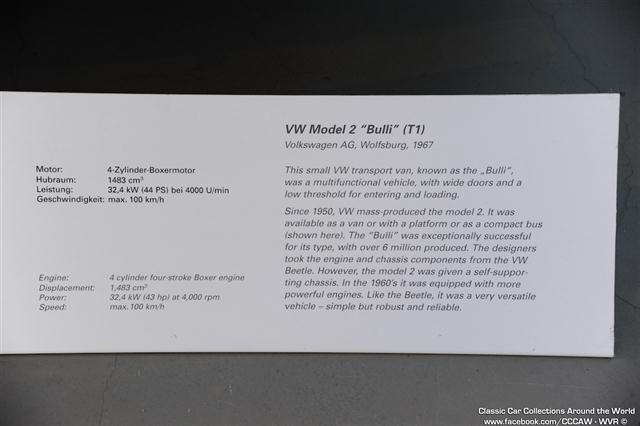 Motor: 4-Zylinder-Boxermotor
Hubraum: 1483 cm³
Leistung: 32,4 kW (44 PS) bei 4000 U/min
Geschwindigkeit: max. 100 km/h
Engine: 4 cylinder four-stroke Boxer engine
Displacement: 1,483 cm³
Power: 32,4 kW (43 hp) at 4,000 rpm
Speed: max. 100 km/h
VW Model 2 “Bulli” (T1)
Volkswagen AG, Wolfsburg, 1967
This small VW transport van, known as the „Bulli“,
was a multifunctional vehicle, with wide doors and a
low threshold for entering and loading.
Since 1950, VW mass-produced the model 2. It was
available as a van or with a platform or as a compact bus
(shown here). The “Bulli” was exceptionally successful
for its type, with over 6 million produced. The designers
took the engine and chassis components from the VW
Beetle. However, the model 2 was given a self-suppor-
ting chassis. In the 1960’s it was equipped with more
powerful engines. Like the Beetle, it was a very versatile
vehicle – simple but robust and reliable.
Classic Car Collections Around the World
www.facebook.com/CCCAW - WVR ©